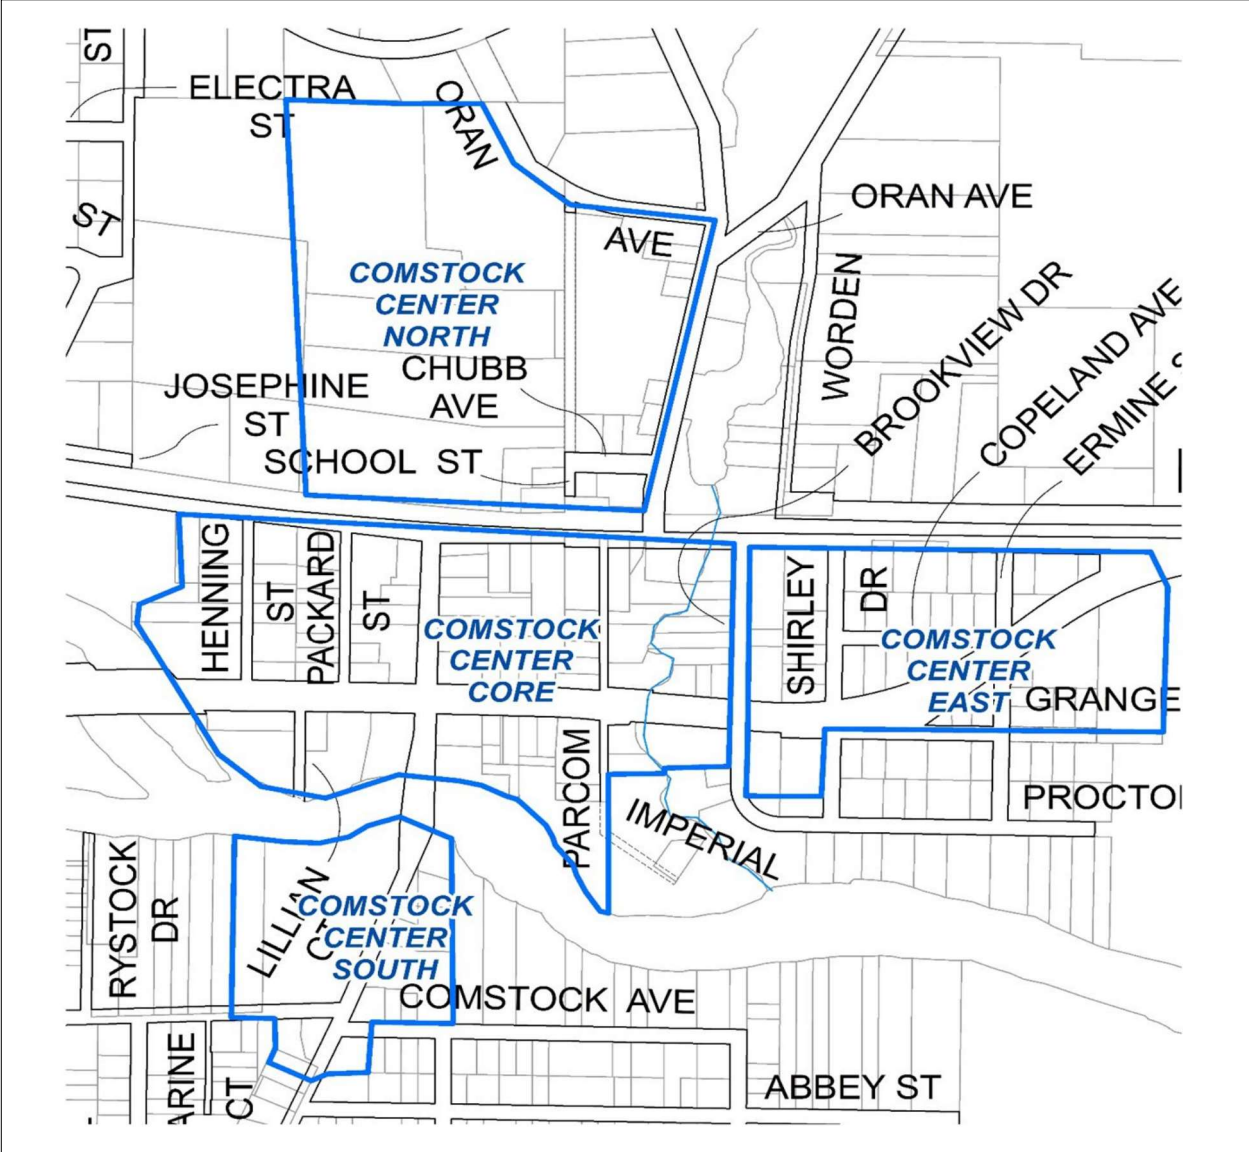 ST
ELECTRA
ST
ORAN
AVE
ORAN AVE
ST
WORDEN
BROOKVIEW DR
COPELAND AVE
ERMINE
COMSTOCK
CENTER
NORTH
CHUBB
AVE
JOSEPHINE
ST
SCHOOL ST
HENNING
ST
PACKARD
ST
COMSTOCK
CENTER
CORE
SHIRLEY
DR
COMSTOCK
CENTER
EAST
GRANGE
PARCOM
IMPERIAL
PROCTO
RYSTOCK
DR
LILLIAN
CT
COMSTOCK
CENTER
SOUTH
COMSTOCK AVE
ARINE
CT
ABBEY ST